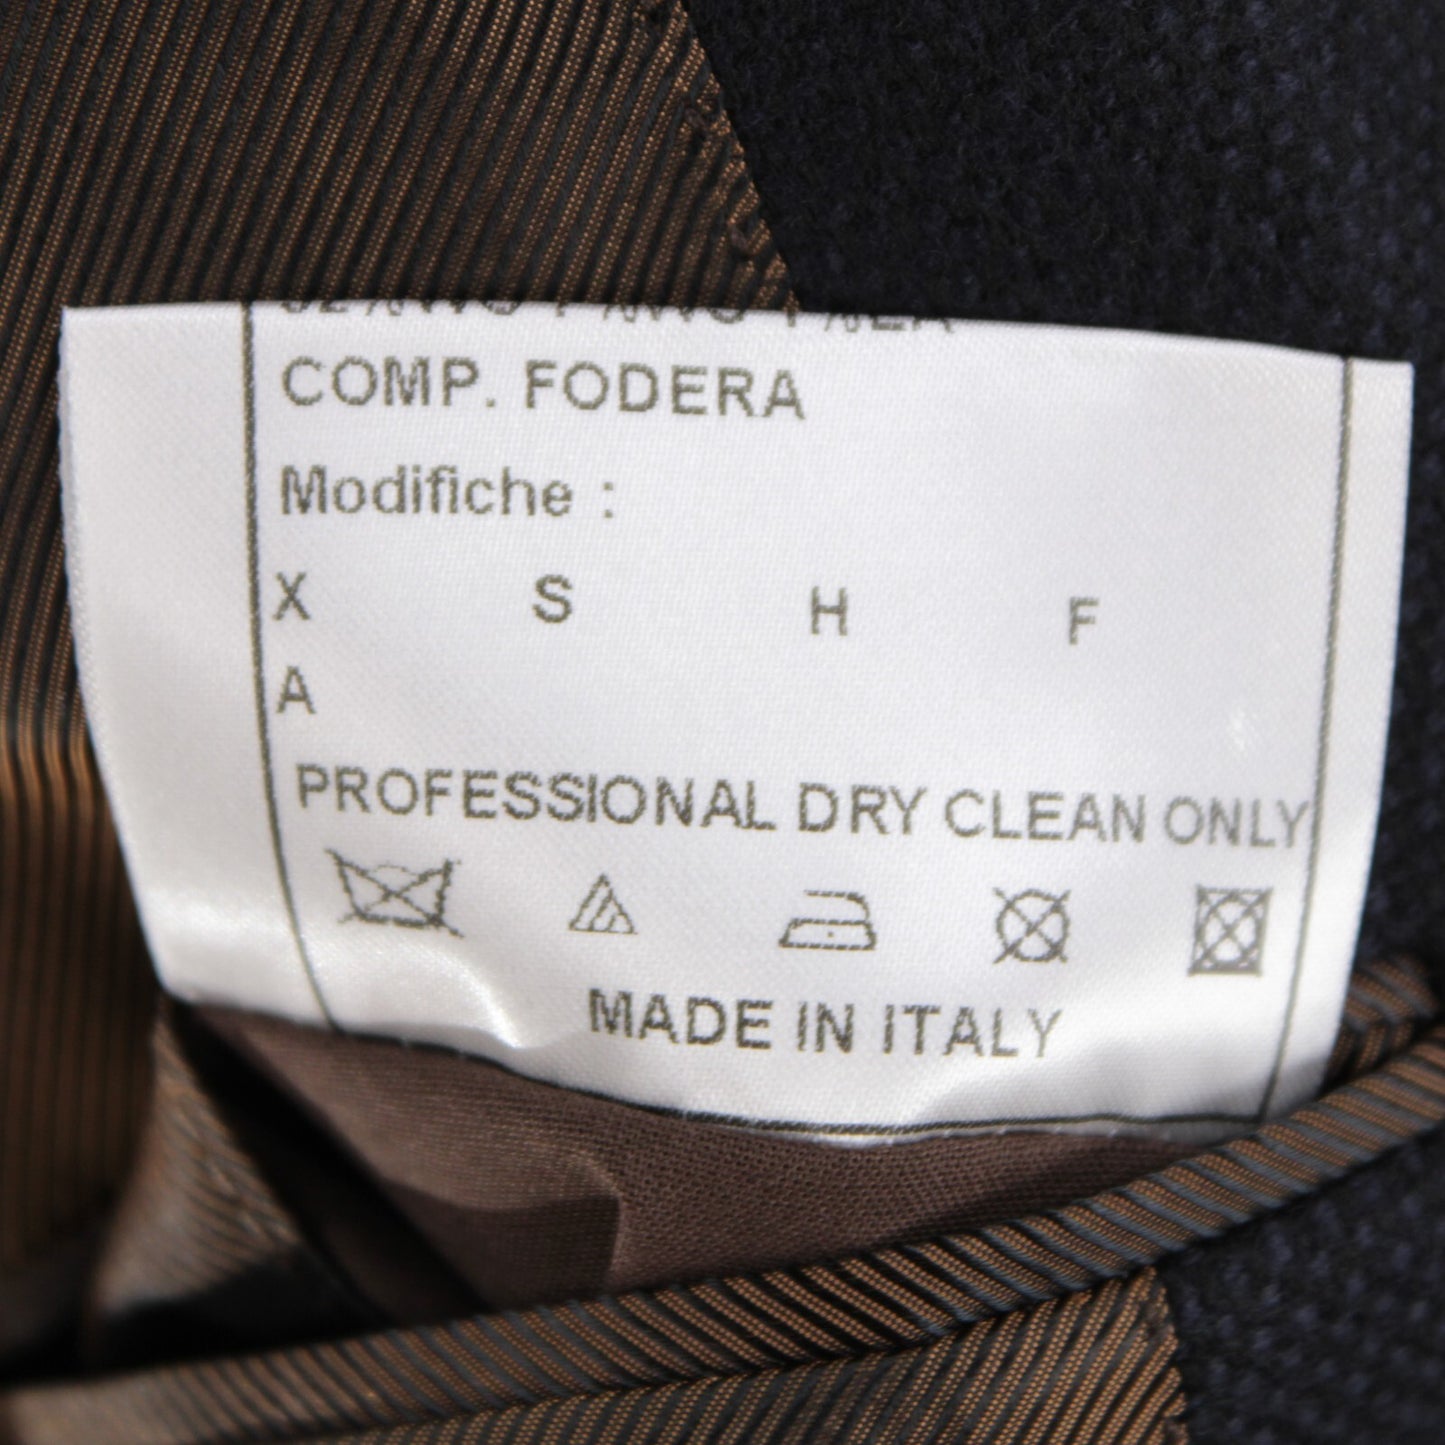 COMP. FODERA
Modifiche :
X S H F
A
PROFESSIONAL DRY CLEAN ONLY
MADE IN ITALY